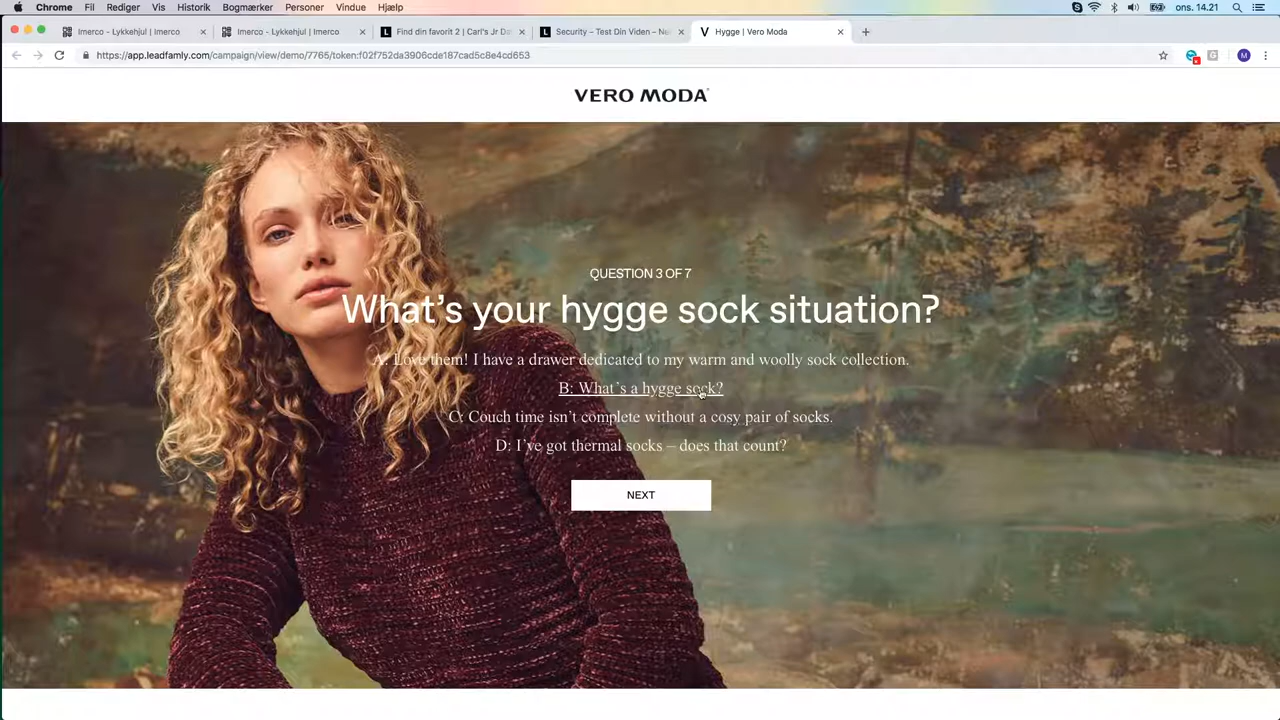 Chrome Fil Rediger Vis Historik Bogmærker Personer Vindue Hjælp ons. 14.21
Imerco - Lykkehjul | Imerco Imerco - Lykkehjul | Imerco Find din favorit 2 | Carl's Jr Da Security – Test Din Viden – N Hygge | Vero Moda
https://app.leadfamly.com/campaign/view/demo/7765/token:f02f752da3906cde187cad5c8e4cd653
M
VERO MODA
QUESTION 3 OF 7
What's your hygge sock situation?
A: Love them! I have a drawer dedicated to my warm and woolly sock collection.
B: What's a hygge sock?
C: Couch time isn't complete without a cosy pair of socks.
D: I've got thermal socks – does that count?
NEXT